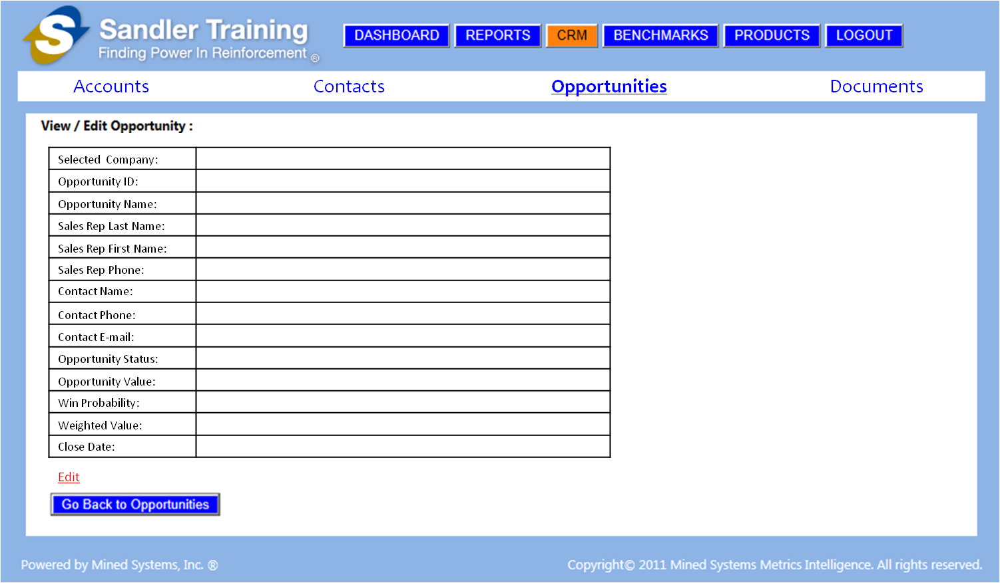 Sandler Training
Finding Power In Reinforcement ®
DASHBOARD REPORTS CRM BENCHMARKS PRODUCTS LOGOUT
Accounts Contacts Opportunities Documents
View / Edit Opportunity :
Selected  Company:
Opportunity ID:
Opportunity Name:
Sales Rep Last Name:
Sales Rep First Name:
Sales Rep Phone:
Contact Name:
Contact Phone:
Contact E-mail:
Opportunity Status:
Opportunity Value:
Win Probability:
Weighted Value:
Close Date:
Edit
Go Back to Opportunities
Powered by Mined Systems, Inc. ® Copyright© 2011 Mined Systems Metrics Intelligence. All rights reserved.